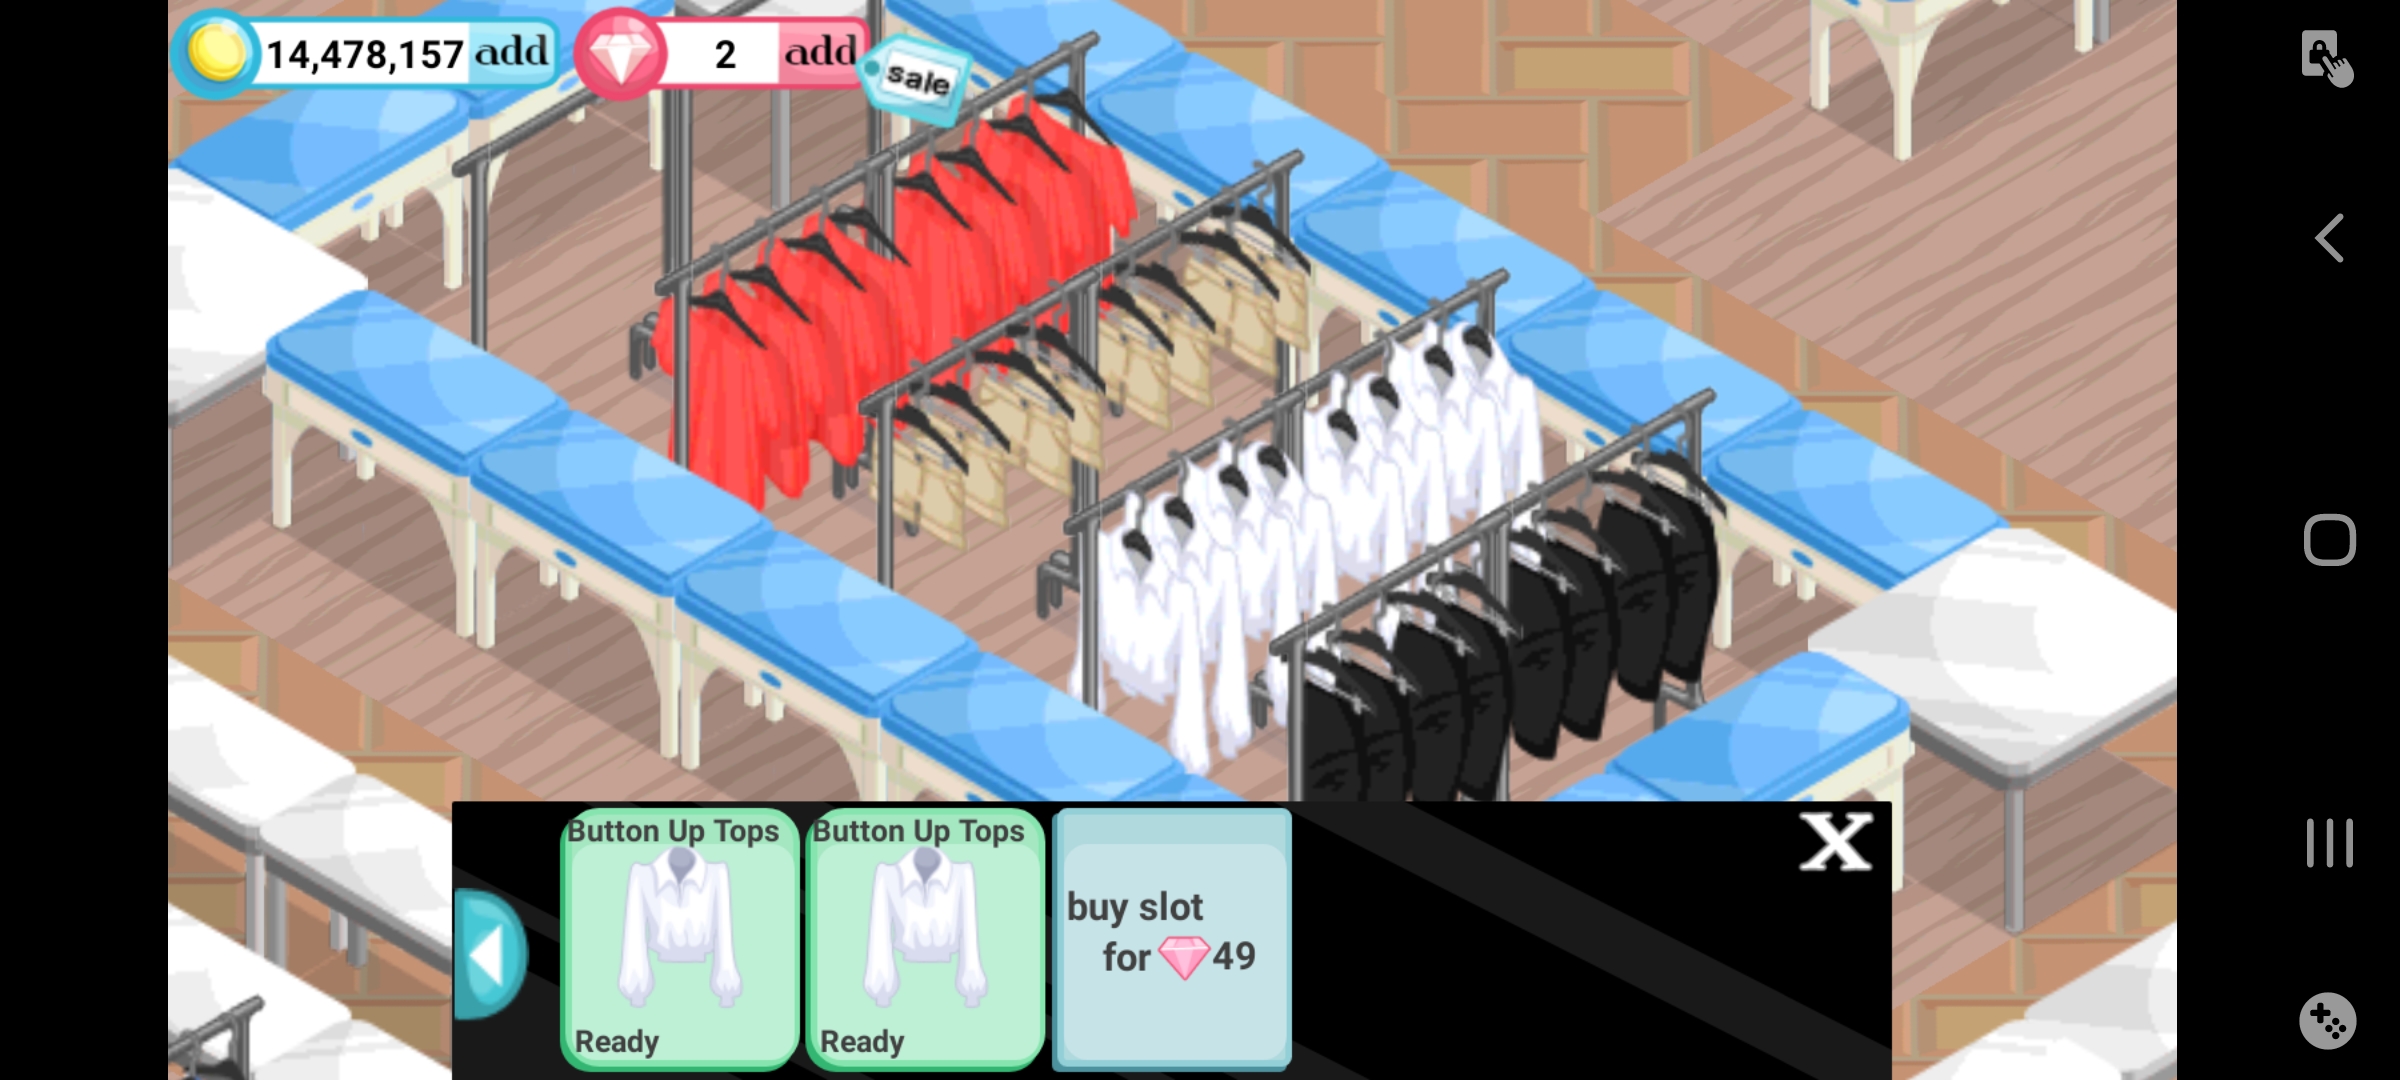 14,478,157 add
2 add
sale
Button Up Tops
Ready
Button Up Tops
Ready
buy slot
for 49
X